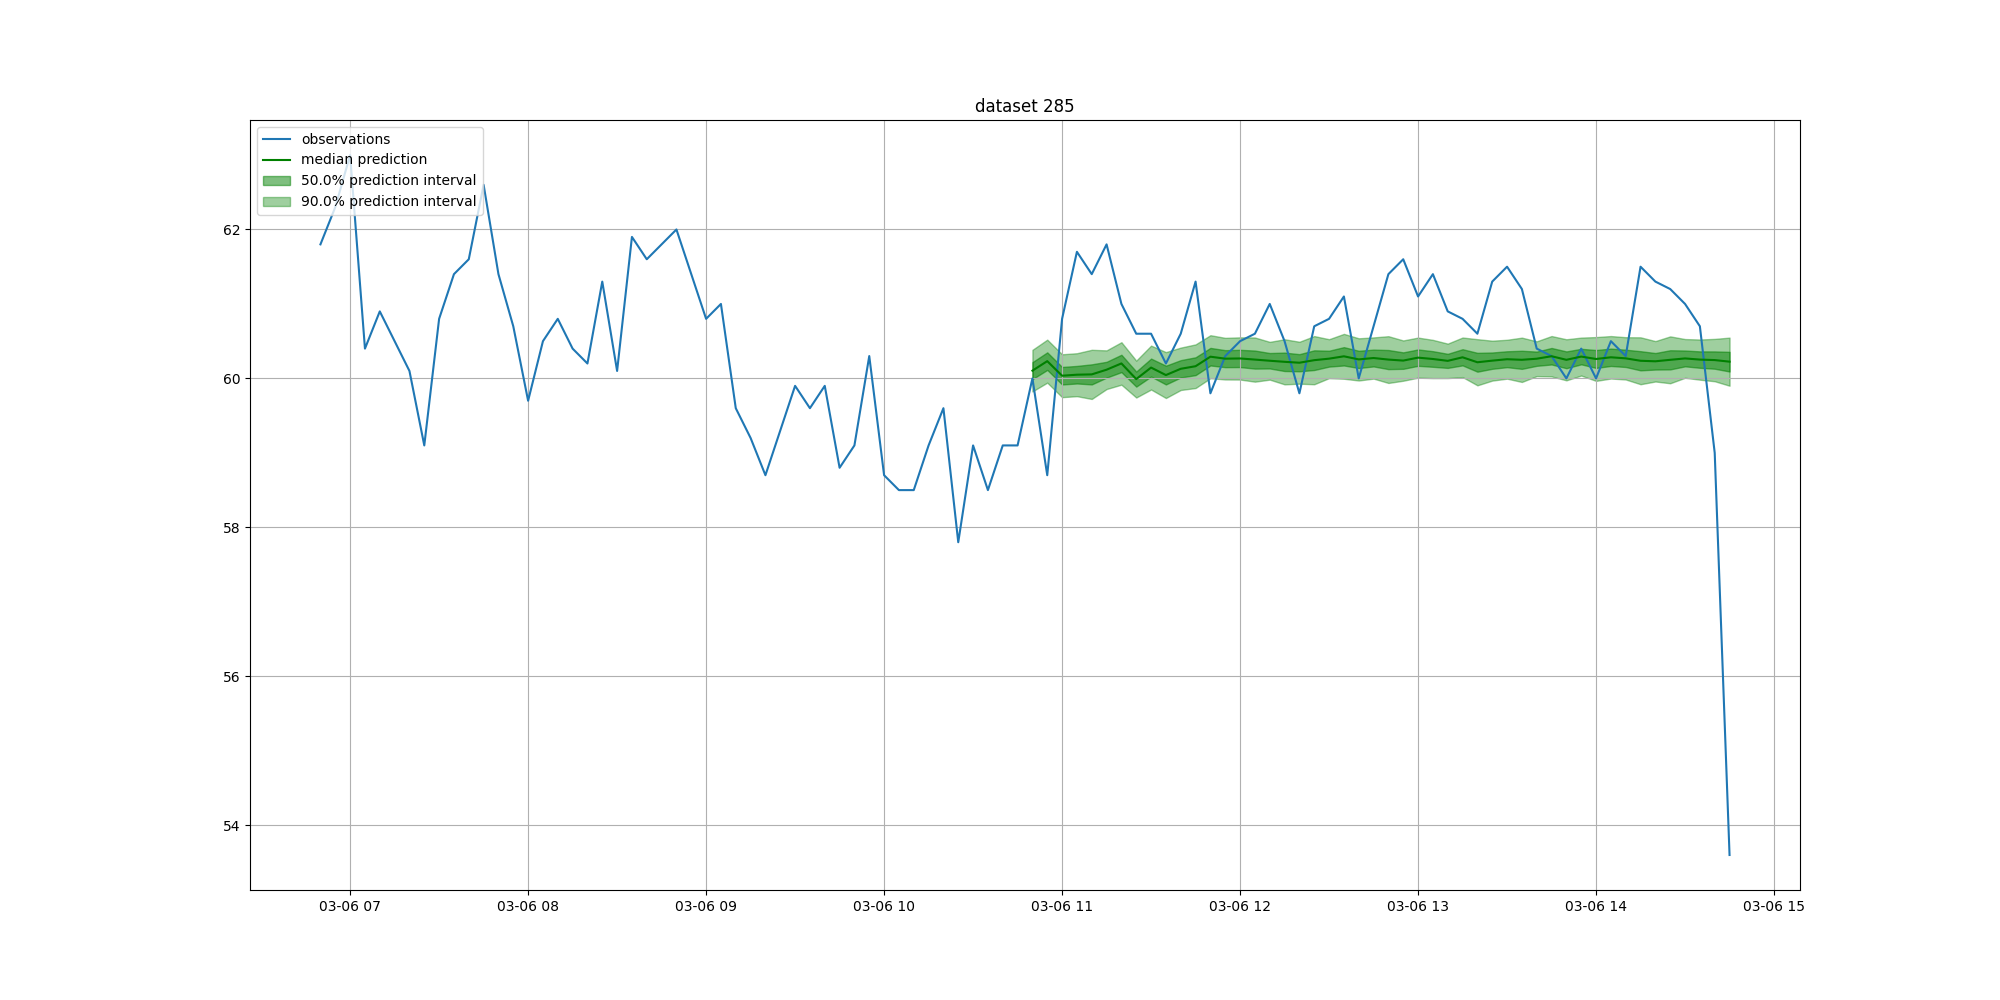 dataset 285
observations
median prediction
50.0% prediction interval
90.0% prediction interval
62
60
58
56
54
03-06 07
03-06 08
03-06 09
03-06 10
03-06 11
03-06 12
03-06 13
03-06 14
03-06 15